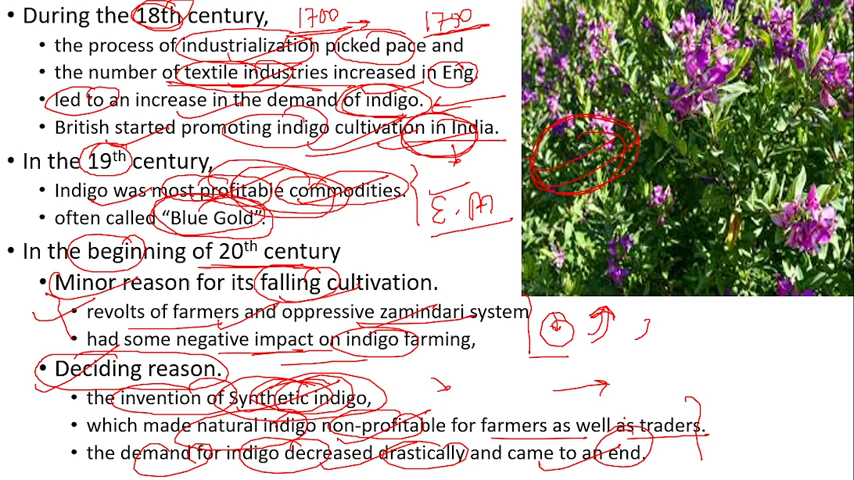 • During the 18th century, 1700 1750
• the process of industrialization picked pace and
• the number of textile industries increased in Eng
• led to an increase in the demand of indigo.
• British started promoting indigo cultivation in India.
• In the 19th century,
• Indigo was most profitable commodities.
• often called “Blue Gold”.
• In the beginning of 20th century
• Minor reason for its falling cultivation.
• revolts of farmers and oppressive zamindari system
• had some negative impact on indigo farming,
• Deciding reason.
• the invention of Synthetic indigo,
• which made natural indigo non-profitable for farmers as well as traders.
• the demand for indigo decreased drastically and came to an end.